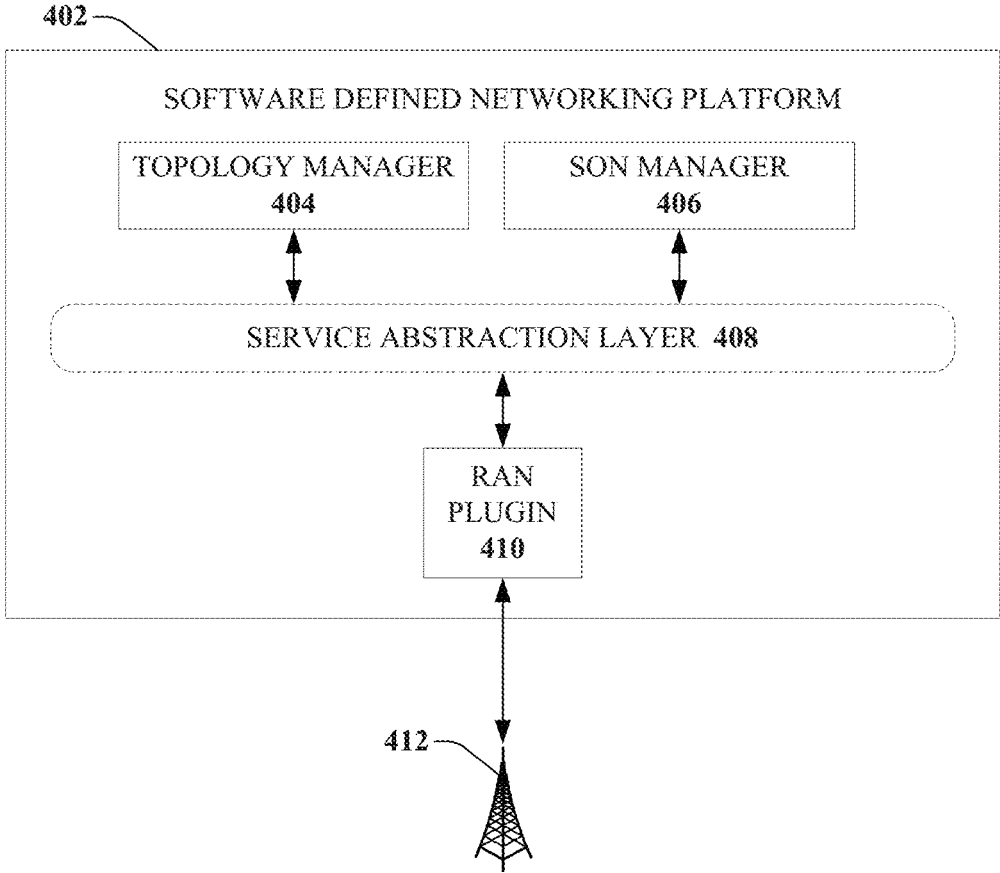 402
SOFTWARE DEFINED NETWORKING PLATFORM
TOPOLOGY MANAGER
404
SON MANAGER
406
SERVICE ABSTRACTION LAYER 408
RAN
PLUGIN
410
412